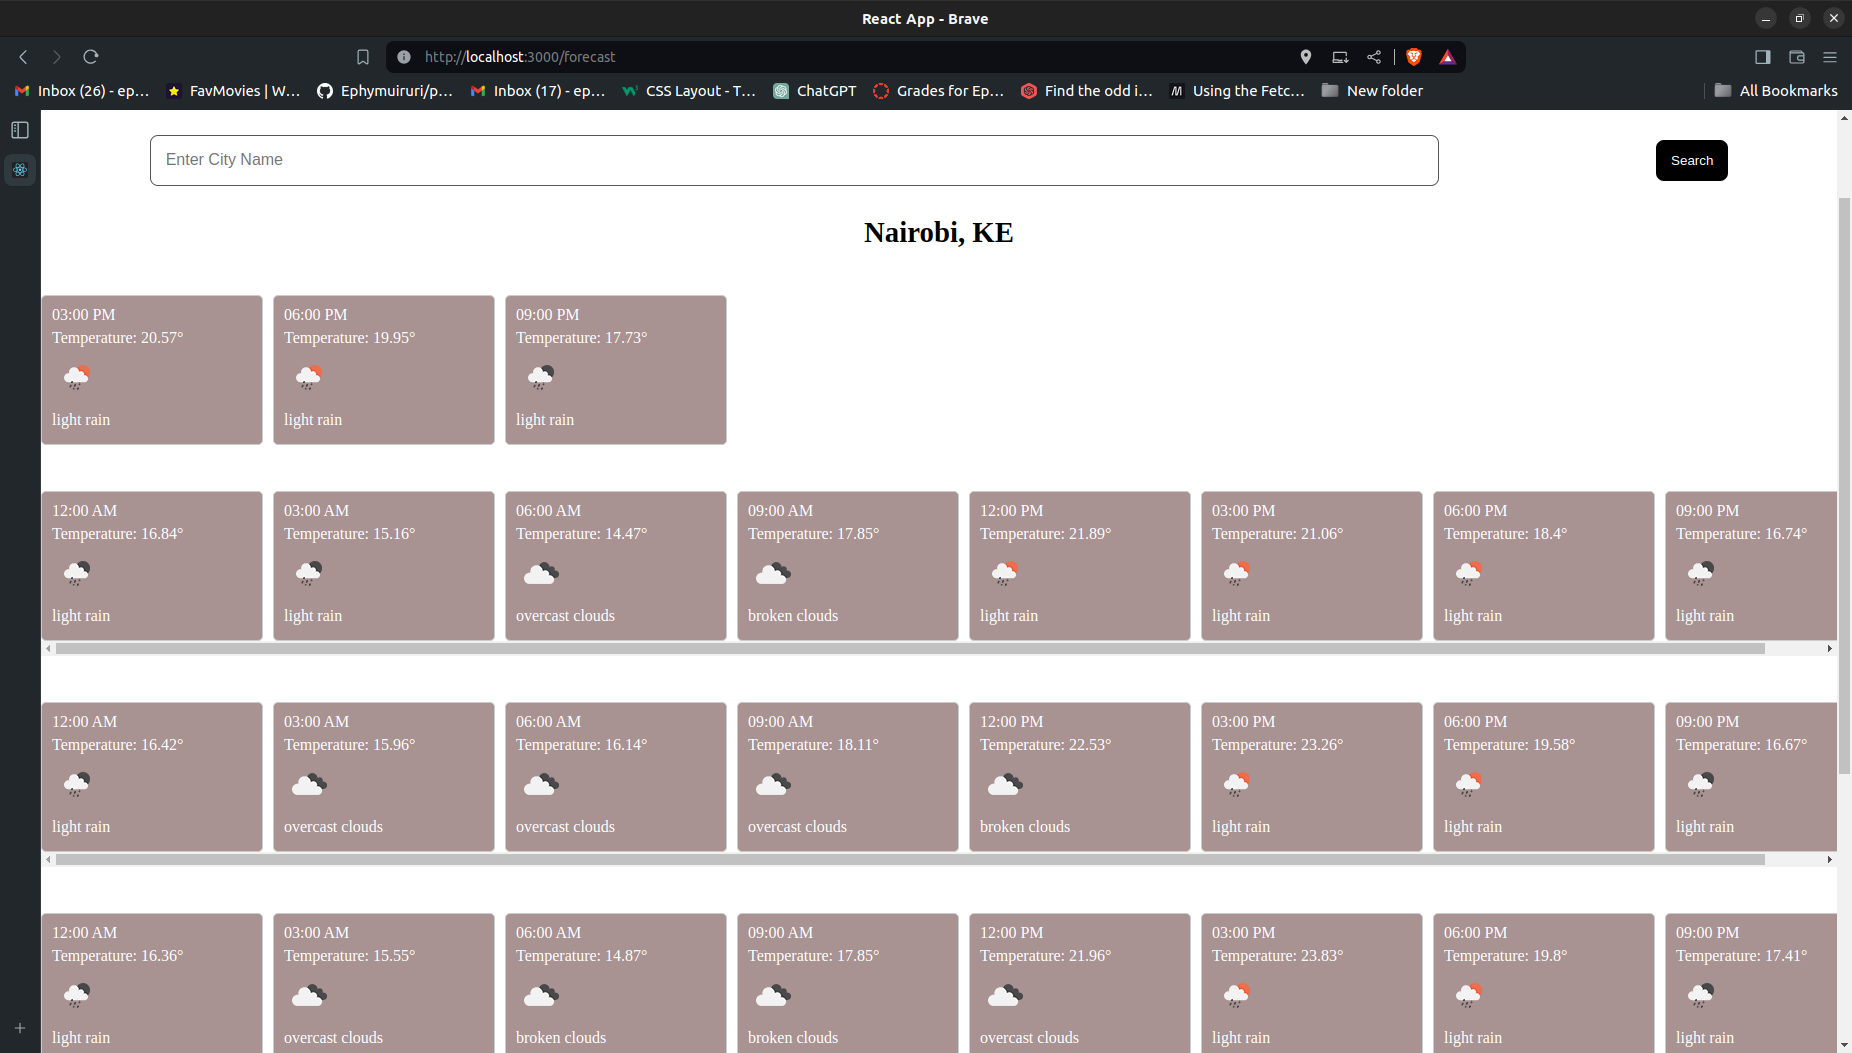 React App - Brave
http://localhost:3000/forecast
Inbox (26) - ep... FavMovies | W... Ephymuiruri/p... Inbox (17) - ep... CSS Layout - T... ChatGPT Grades for Ep... Find the odd i... Using the Fetc... New folder All Bookmarks
Enter City Name Search
Nairobi, KE
03:00 PM 06:00 PM 09:00 PM
Temperature: 20.57° Temperature: 19.95° Temperature: 17.73°
light rain light rain light rain
12:00 AM 03:00 AM 06:00 AM 09:00 AM 12:00 PM 03:00 PM 06:00 PM 09:00 PM
Temperature: 16.84° Temperature: 15.16° Temperature: 14.47° Temperature: 17.85° Temperature: 21.89° Temperature: 21.06° Temperature: 18.4° Temperature: 16.74°
light rain light rain overcast clouds broken clouds light rain light rain light rain light rain
12:00 AM 03:00 AM 06:00 AM 09:00 AM 12:00 PM 03:00 PM 06:00 PM 09:00 PM
Temperature: 16.42° Temperature: 15.96° Temperature: 16.14° Temperature: 18.11° Temperature: 22.53° Temperature: 23.26° Temperature: 19.58° Temperature: 16.67°
light rain overcast clouds overcast clouds overcast clouds broken clouds light rain light rain light rain
12:00 AM 03:00 AM 06:00 AM 09:00 AM 12:00 PM 03:00 PM 06:00 PM 09:00 PM
Temperature: 16.36° Temperature: 15.55° Temperature: 14.87° Temperature: 17.85° Temperature: 21.96° Temperature: 23.83° Temperature: 19.8° Temperature: 17.41°
light rain overcast clouds broken clouds broken clouds overcast clouds light rain light rain light rain